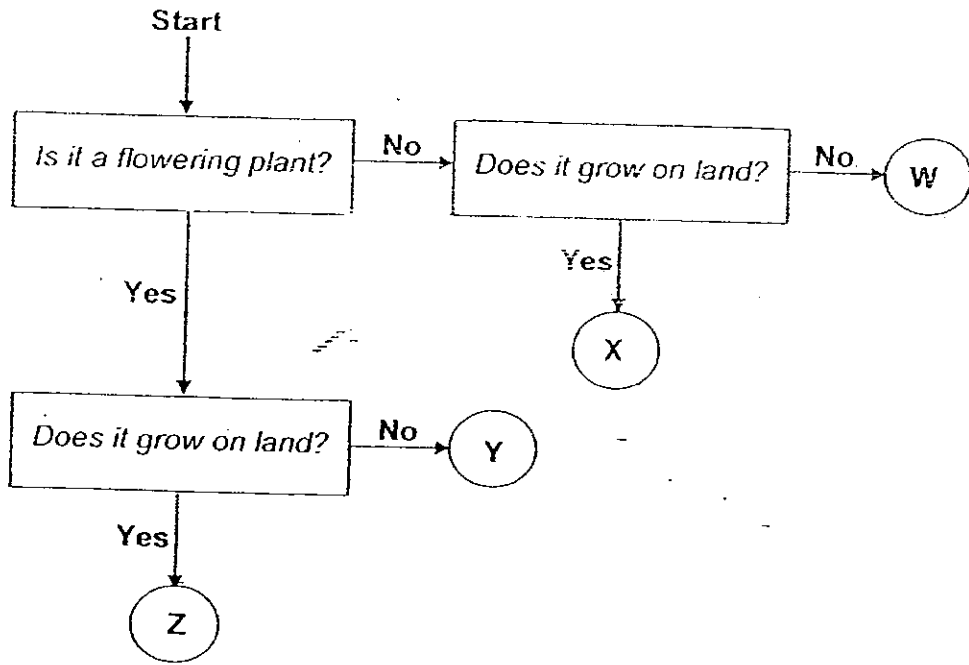 Start
Is it a flowering plant?
No
Does it grow on land?
No
W
Yes
X
Yes
Does it grow on land?
No
Y
Yes
Z